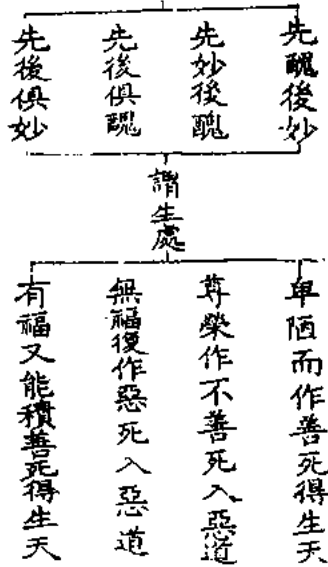 先醜後妙
先妙後醜
先後俱醜
先後俱妙
謂生處
卑陋而作善死得生天
尊榮作不善死入惡道
無福復作惡死入惡道
有福又能積善死得生天